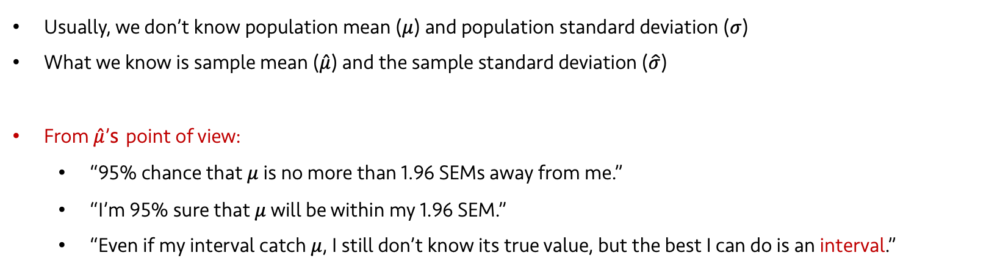 • Usually, we don't know population mean (μ) and population standard deviation (σ)
• What we know is sample mean (μ̂) and the sample standard deviation (σ̂)
• From μ̂'s point of view:
• “95% chance that μ is no more than 1.96 SEMs away from me.”
• “I'm 95% sure that μ will be within my 1.96 SEM.”
• “Even if my interval catch μ, I still don't know its true value, but the best I can do is an interval.”